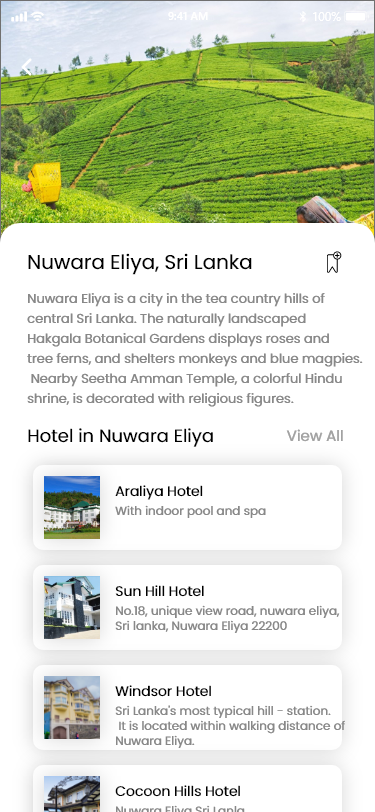 9:41 AM
100%
Nuwara Eliya, Sri Lanka
Nuwara Eliya is a city in the tea country hills of
central Sri Lanka. The naturally landscaped
Hakgala Botanical Gardens displays roses and
tree ferns, and shelters monkeys and blue magpies.
Nearby Seetha Amman Temple, a colorful Hindu
shrine, is decorated with religious figures.
Hotel in Nuwara Eliya
View All
Araliya Hotel
With indoor pool and spa
Sun Hill Hotel
No.18, unique view road, nuwara eliya,
Sri lanka, Nuwara Eliya 22200
Windsor Hotel
Sri Lanka's most typical hill - station.
It is located within walking distance of
Nuwara Eliya.
Cocoon Hills Hotel
Nuwara Eliya Sri Lanla